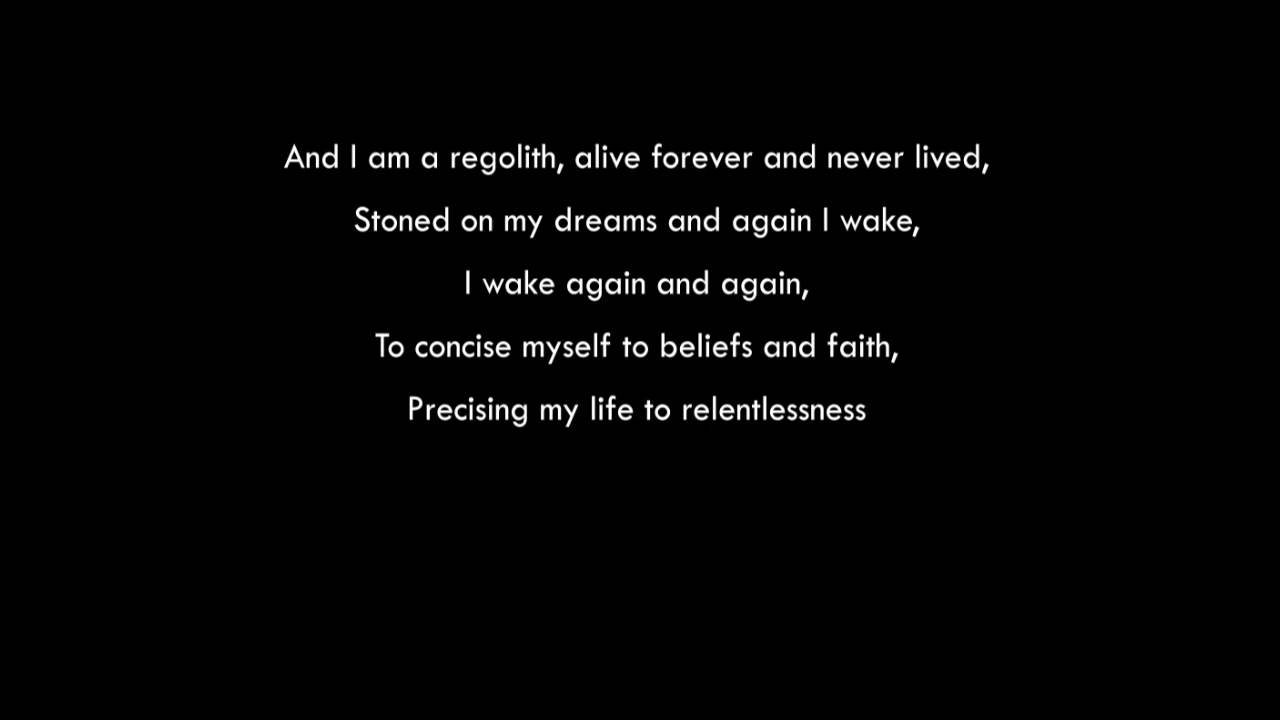 And I am a regolith, alive forever and never lived,
Stoned on my dreams and again I wake,
I wake again and again,
To concise myself to beliefs and faith,
Precising my life to relentlessness